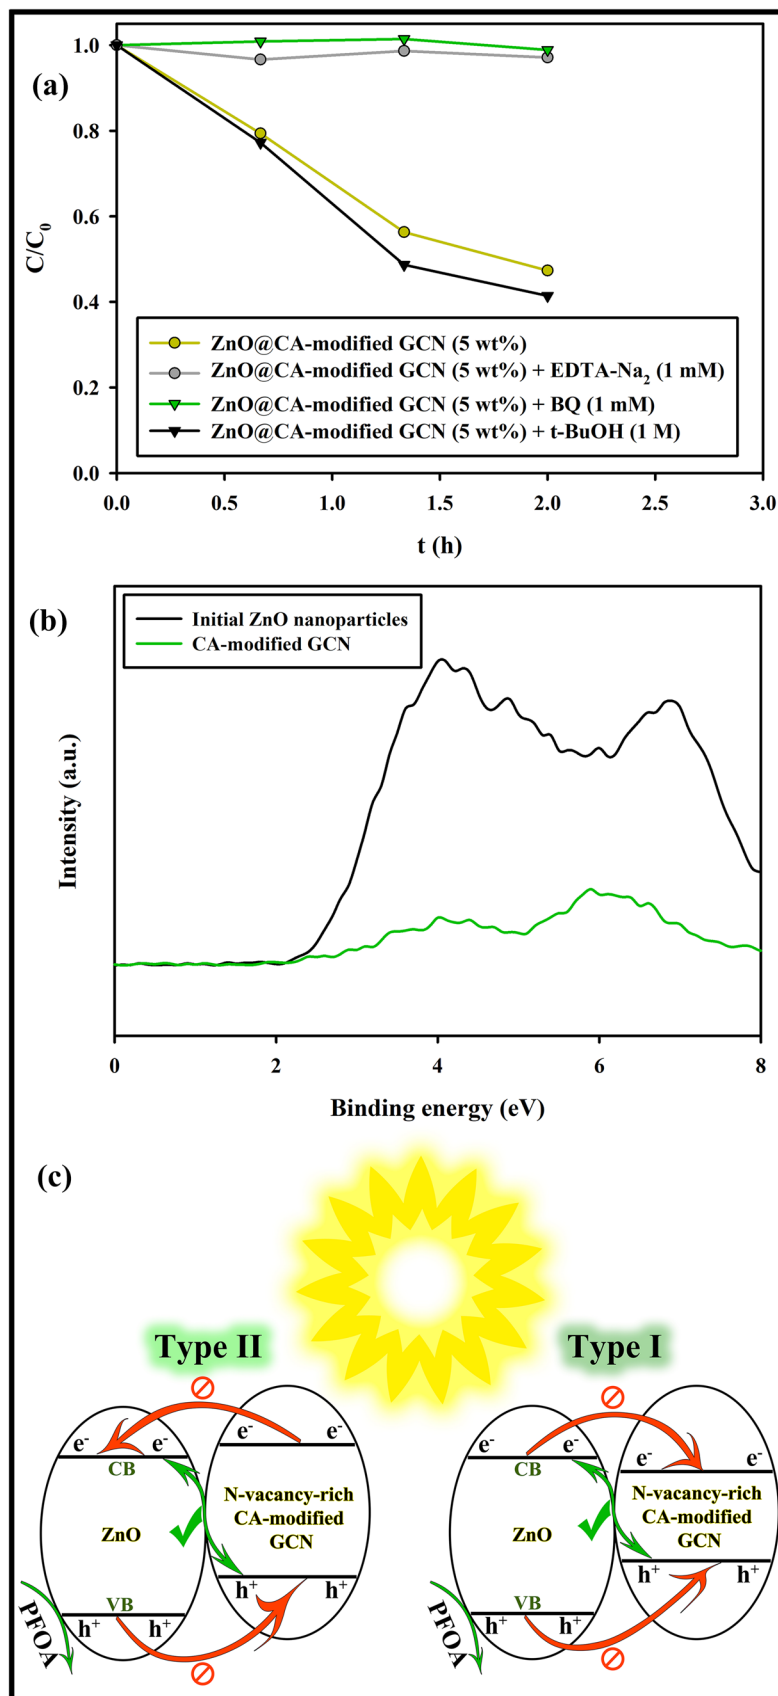 (a)
C/C0
1.0
0.8
0.6
0.4
0.2
0.0
ZnO@CA-modified GCN (5 wt%)
ZnO@CA-modified GCN (5 wt%) + EDTA-Na2 (1 mM)
ZnO@CA-modified GCN (5 wt%) + BQ (1 mM)
ZnO@CA-modified GCN (5 wt%) + t-BuOH (1 M)
0.0 0.5 1.0 1.5 2.0 2.5 3.0
t (h)
(b)
Intensity (a.u.)
Initial ZnO nanoparticles
CA-modified GCN
0 2 4 6 8
Binding energy (eV)
(c)
Type II
e- e-
CB
ZnO
VB
h+ h+
PFOA
e- e-
N-vacancy-rich
CA-modified
GCN
h+ h+
Type I
e- e-
CB
ZnO
VB
h+ h+
PFOA
e- e-
N-vacancy-rich
CA-modified
GCN
h+ h+